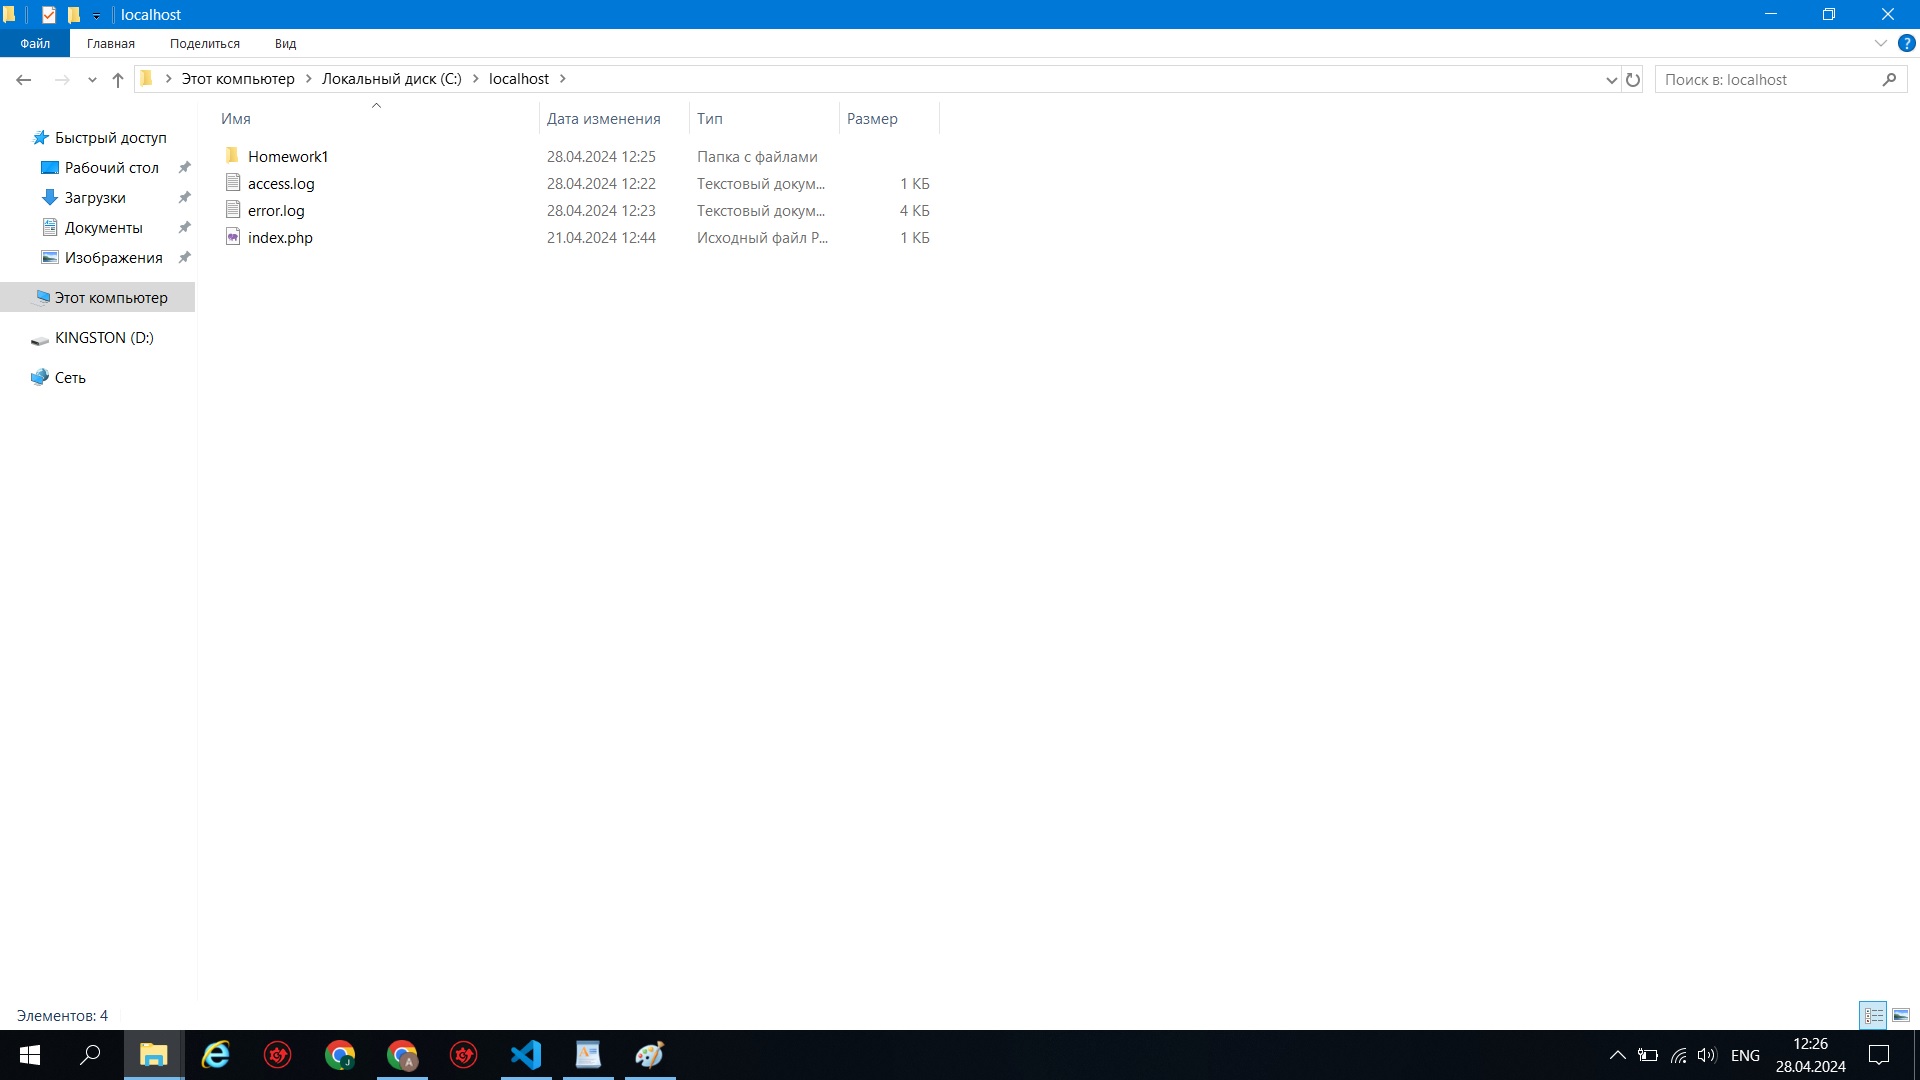 localhost
Файл Главная Поделиться Вид
Этот компьютер Локальный диск (C:) localhost Поиск в: localhost
Имя Дата изменения Тип Размер
Быстрый доступ
Рабочий стол
Загрузки
Документы
Изображения
Этот компьютер
KINGSTON (D:)
Сеть
Homework1 28.04.2024 12:25 Папка с файлами
access.log 28.04.2024 12:22 Текстовый докум... 1 КБ
error.log 28.04.2024 12:23 Текстовый докум... 4 КБ
index.php 21.04.2024 12:44 Исходный файл P... 1 КБ
Элементов: 4
ENG
12:26
28.04.2024